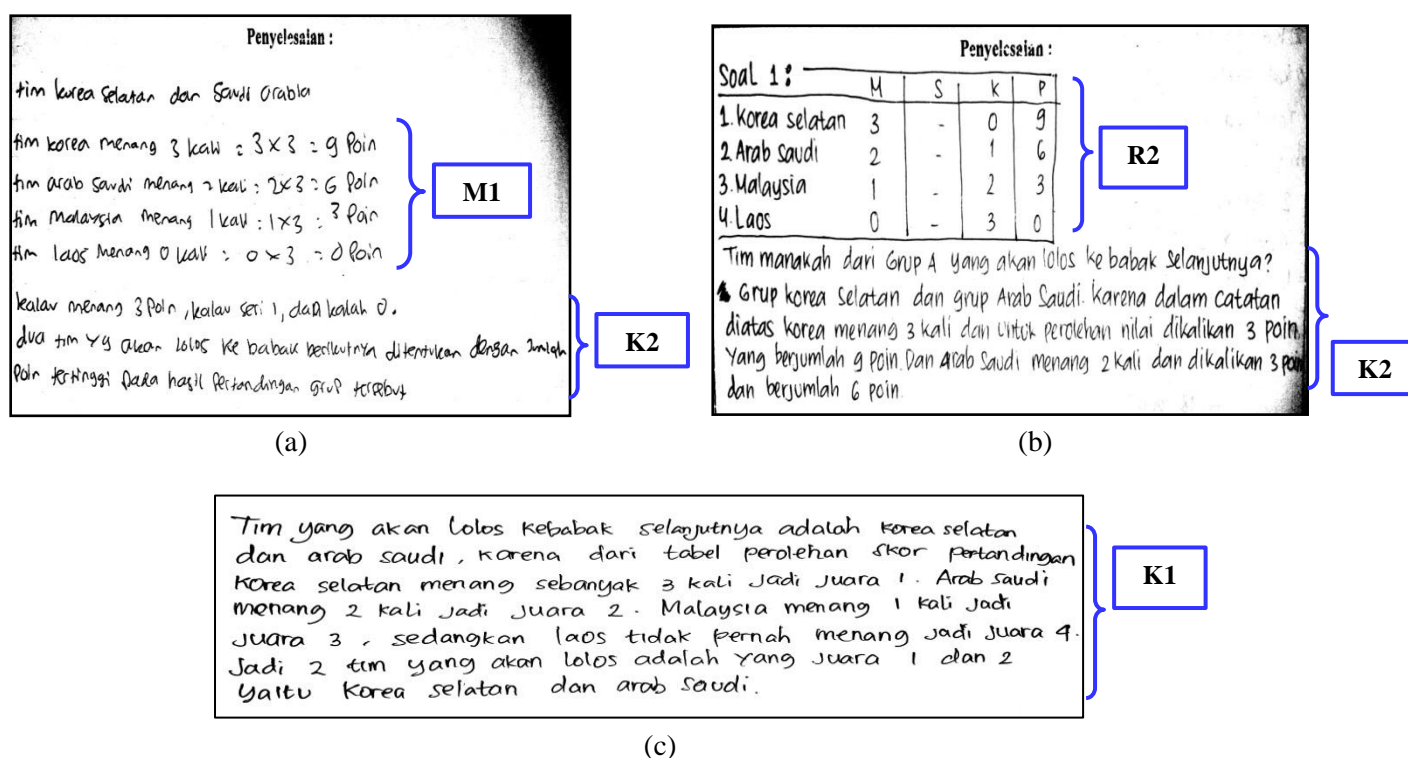 Penyelesaian :
tim korea selatan dan Saudi arabia
tim korea menang 3 kali = 3 x 3 = 9 Poin
tim arab saudi menang 2 kali = 2x3 = 6 Poin
tim malaysia menang 1 kali = 1x3 = 3 Poin
tim laos menang 0 kali = 0 x 3 = 0 Poin
M1
kalau menang 3 Poin, kalau seri 1, dan kalah 0.
dua tim yg akan lolos ke babak berikutnya ditentukan dengan Jumlah
Poin tertinggi Pada hasil Pertandingan grup tersebut
K2
(a)
Penyelesaian :
Soal 1 :
M S K P
1. Korea selatan 3 - 0 9
2. Arab Saudi 2 - 1 6
3. Malaysia 1 - 2 3
4. Laos 0 - 3 0
R2
Tim manakah dari Grup A yang akan lolos ke babak selanjutnya?
Grup korea selatan dan grup Arab Saudi. karena dalam catatan
diatas korea menang 3 kali dan untuk perolehan nilai dikalikan 3 poin
yang berjumlah 9 poin. Dan Arab Saudi menang 2 kali dan dikalikan 3 poin
dan berjumlah 6 poin.
K2
(b)
Tim yang akan lolos kebabak selanjutnya adalah korea selatan
dan arab saudi, karena dari tabel perolehan skor pertandingan
korea selatan menang sebanyak 3 kali jadi juara 1. Arab saudi
menang 2 kali jadi juara 2. Malaysia menang 1 kali jadi
juara 3, sedangkan laos tidak pernah menang jadi juara 4.
Jadi 2 tim yang akan lolos adalah yang juara 1 dan 2
yaitu korea selatan dan arab saudi.
K1
(c)